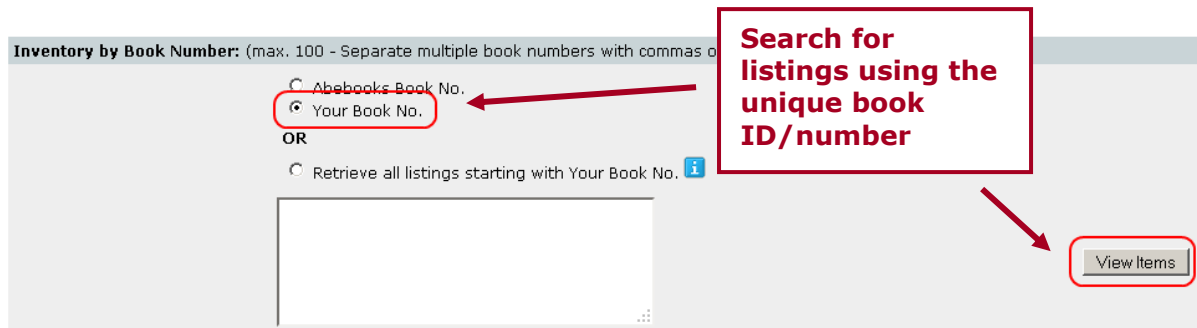 Inventory by Book Number: (max. 100 - Separate multiple book numbers with commas o
Abebooks Book No.
Your Book No.
OR
Retrieve all listings starting with Your Book No. i
Search for
listings using the
unique book
ID/number
View Items